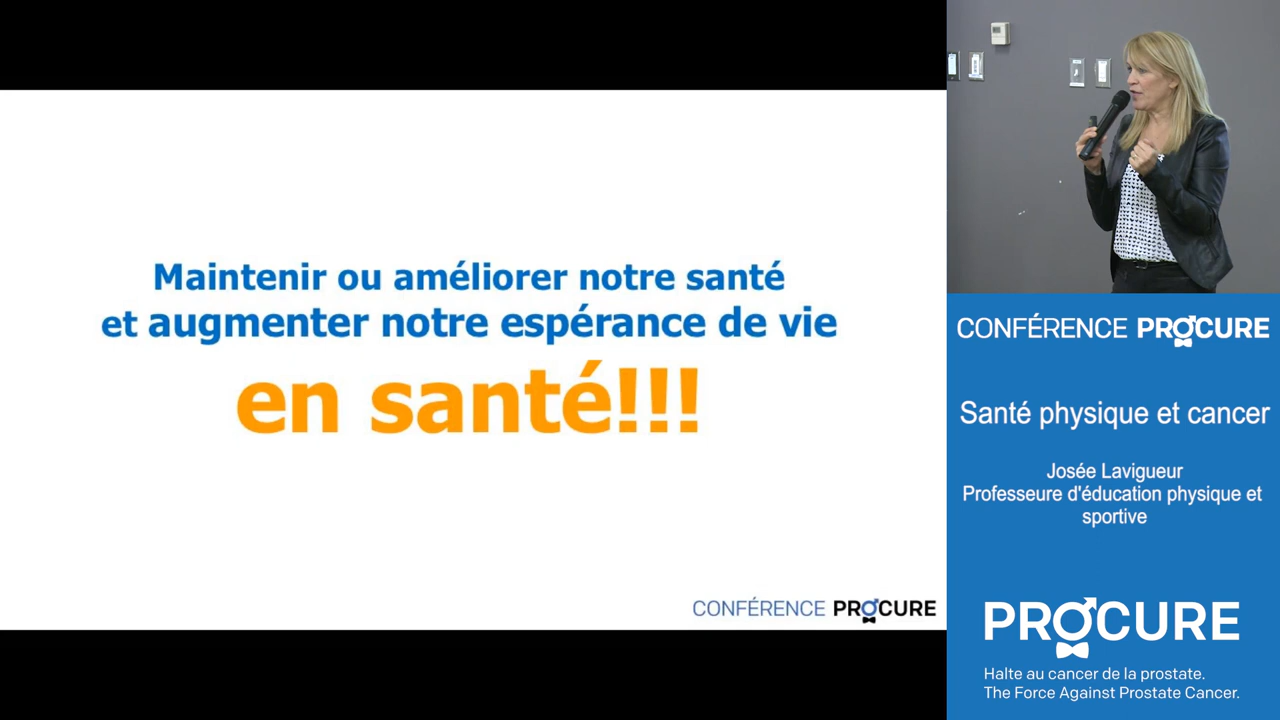 Maintenir ou améliorer notre santé
et augmenter notre espérance de vie
en santé!!!
CONFÉRENCE PROCURE
CONFÉRENCE PROCURE
Santé physique et cancer
Josée Lavigueur
Professeure d'éducation physique et
sportive
PROCURE
Halte au cancer de la prostate.
The Force Against Prostate Cancer.